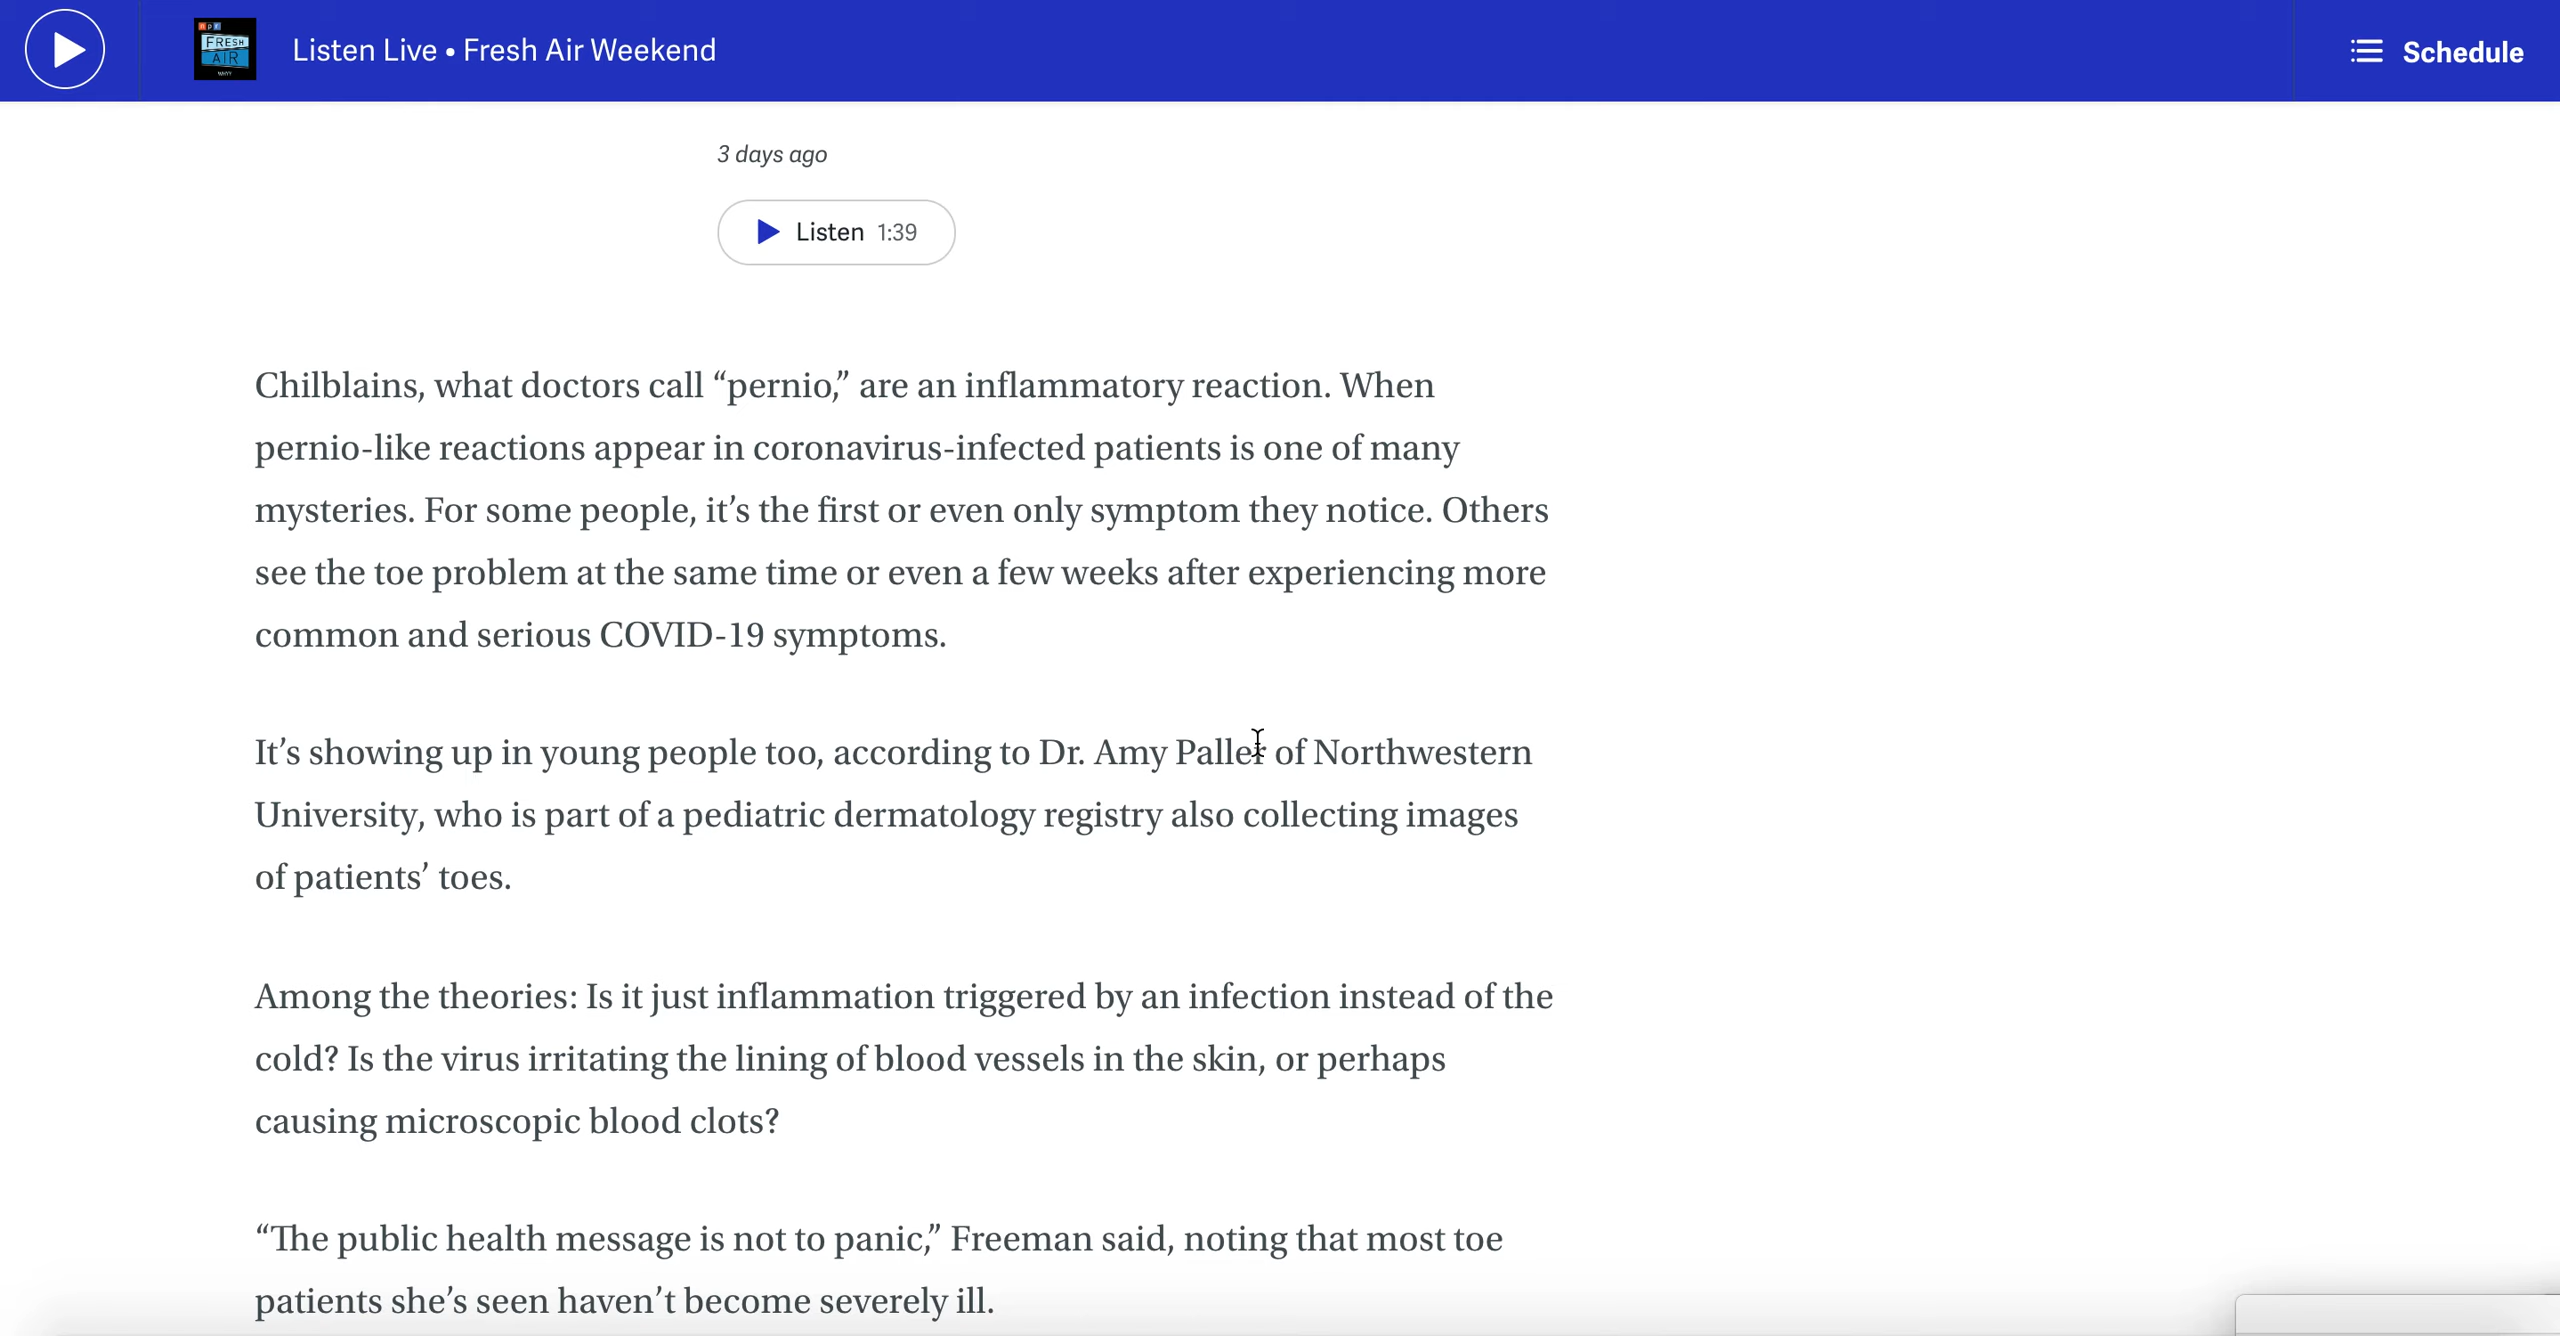 npr
FRESH
AIR
WHYY
Listen Live • Fresh Air Weekend
Schedule
3 days ago
Listen 1:39
Chilblains, what doctors call “pernio,” are an inflammatory reaction. When
pernio-like reactions appear in coronavirus-infected patients is one of many
mysteries. For some people, it’s the first or even only symptom they notice. Others
see the toe problem at the same time or even a few weeks after experiencing more
common and serious COVID-19 symptoms.
It’s showing up in young people too, according to Dr. Amy Paller of Northwestern
University, who is part of a pediatric dermatology registry also collecting images
of patients’ toes.
Among the theories: Is it just inflammation triggered by an infection instead of the
cold? Is the virus irritating the lining of blood vessels in the skin, or perhaps
causing microscopic blood clots?
“The public health message is not to panic,” Freeman said, noting that most toe
patients she’s seen haven’t become severely ill.